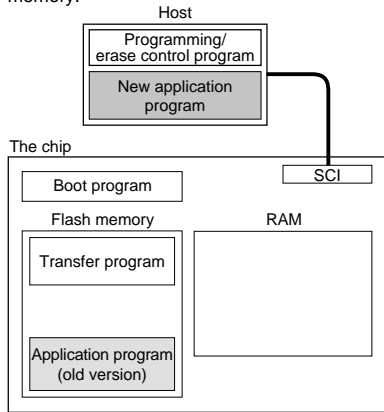 memory.
Host
Programming/
erase control program
New application
program
The chip
SCI
Boot program
Flash memory
RAM
Transfer program
Application program
(old version)